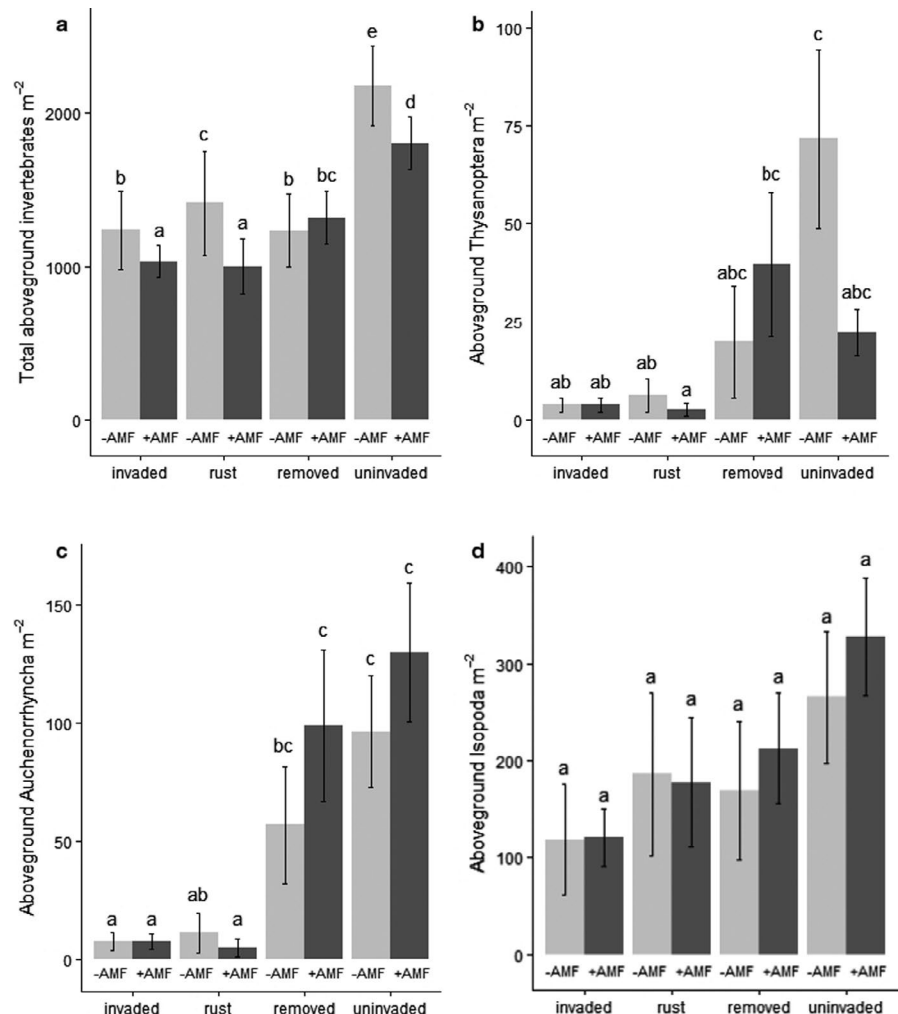 a
Total aboveground invertebrates m⁻²
2000
1000
0
b
a
c
a
b
bc
e
d
-AMF +AMF -AMF +AMF -AMF +AMF -AMF +AMF
invaded rust removed uninvaded
b
Aboveground Thysanoptera m⁻²
100
75
50
25
0
ab
ab
ab
a
abc
bc
c
abc
-AMF +AMF -AMF +AMF -AMF +AMF -AMF +AMF
invaded rust removed uninvaded
c
Aboveground Auchenorrhyncha m⁻²
150
100
50
0
a
a
ab
a
bc
c
c
c
-AMF +AMF -AMF +AMF -AMF +AMF -AMF +AMF
invaded rust removed uninvaded
d
Aboveground Isopoda m⁻²
400
300
200
100
0
a
a
a
a
a
a
a
a
-AMF +AMF -AMF +AMF -AMF +AMF -AMF +AMF
invaded rust removed uninvaded